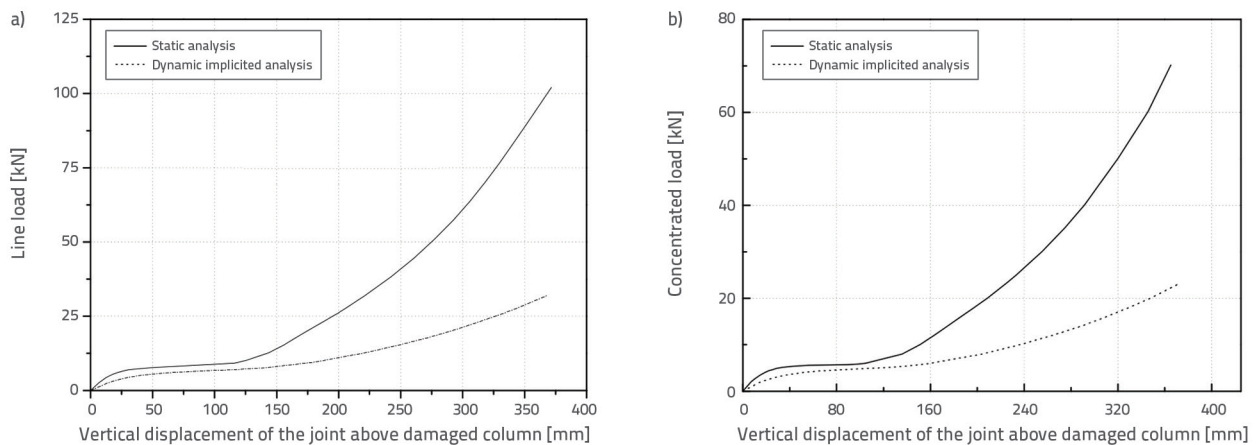 a)
125
100
75
50
25
0
Line load [kN]
Static analysis
Dynamic implicited analysis
0 50 100 150 200 250 300 350 400
Vertical displacement of the joint above damaged column [mm]
b)
80
60
40
20
0
Concentrated load [kN]
Static analysis
Dynamic implicited analysis
0 80 160 240 320 400
Vertical displacement of the joint above damaged column [mm]